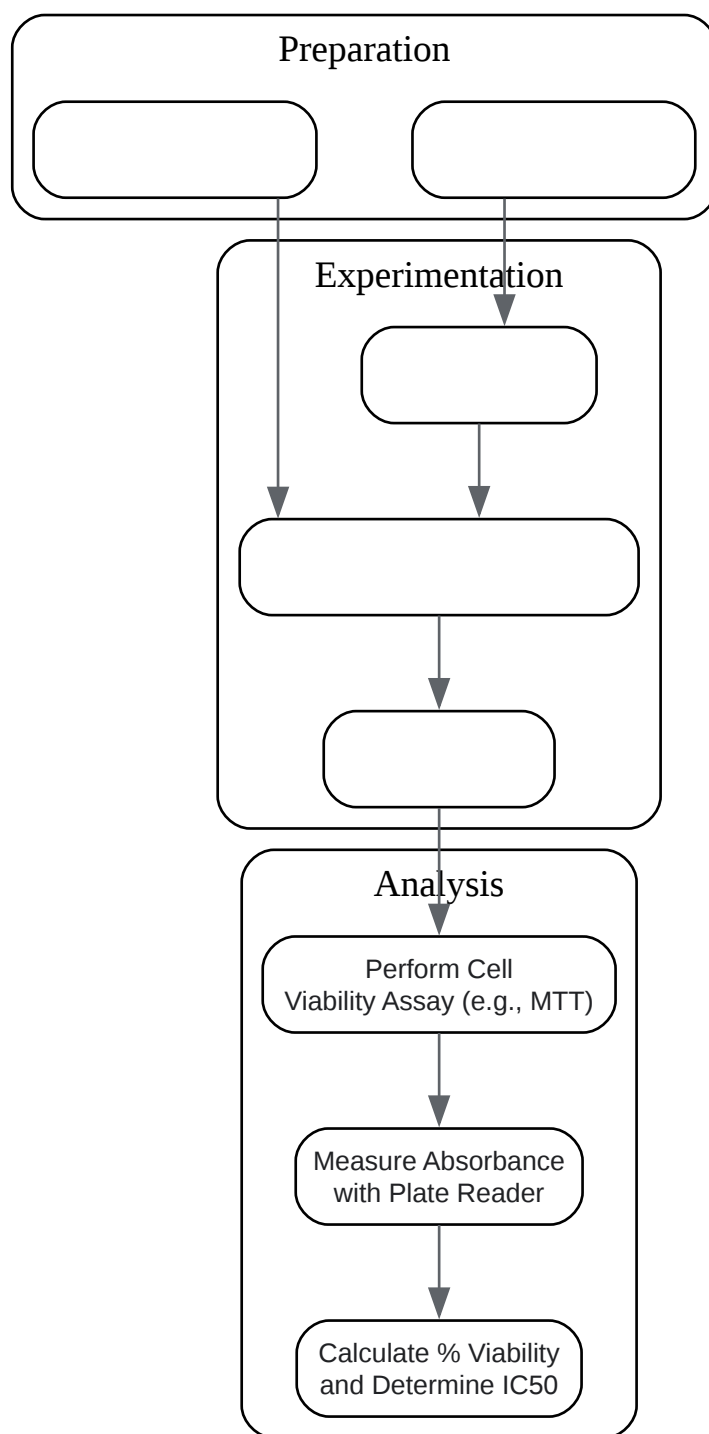 Preparation
Experimentation
Analysis
Perform Cell
Viability Assay (e.g., MTT)
Measure Absorbance
with Plate Reader
Calculate % Viability
and Determine IC50